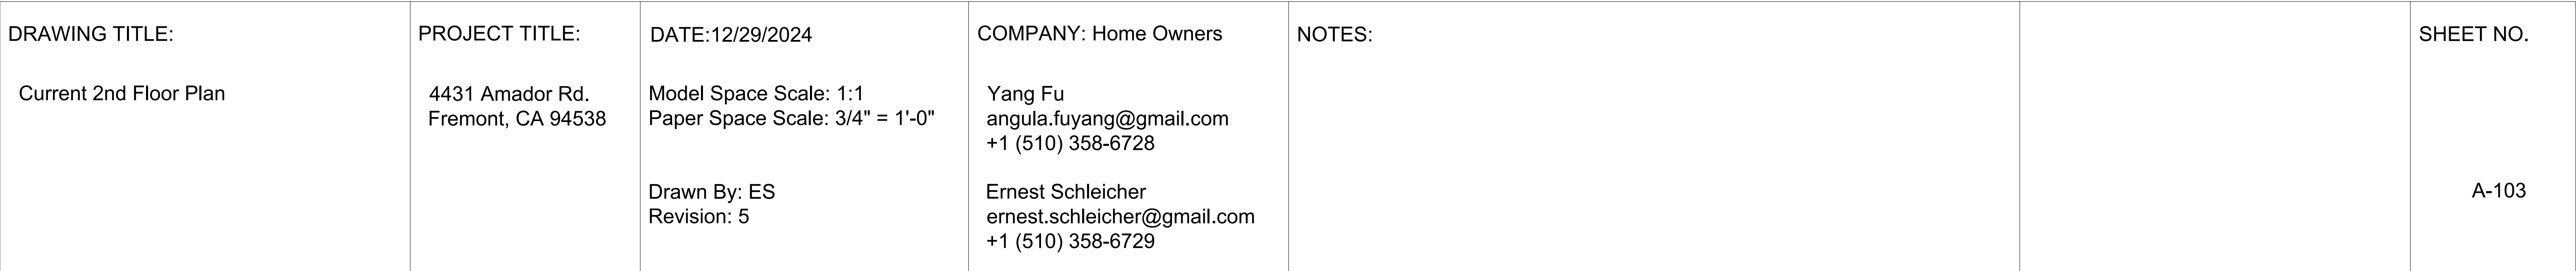 DRAWING TITLE:
Current 2nd Floor Plan
PROJECT TITLE:
4431 Amador Rd.
Fremont, CA 94538
DATE:12/29/2024
Model Space Scale: 1:1
Paper Space Scale: 3/4" = 1'-0"
Drawn By: ES
Revision: 5
COMPANY: Home Owners
Yang Fu
angula.fuyang@gmail.com
+1 (510) 358-6728
Ernest Schleicher
ernest.schleicher@gmail.com
+1 (510) 358-6729
NOTES:
SHEET NO.
A-103